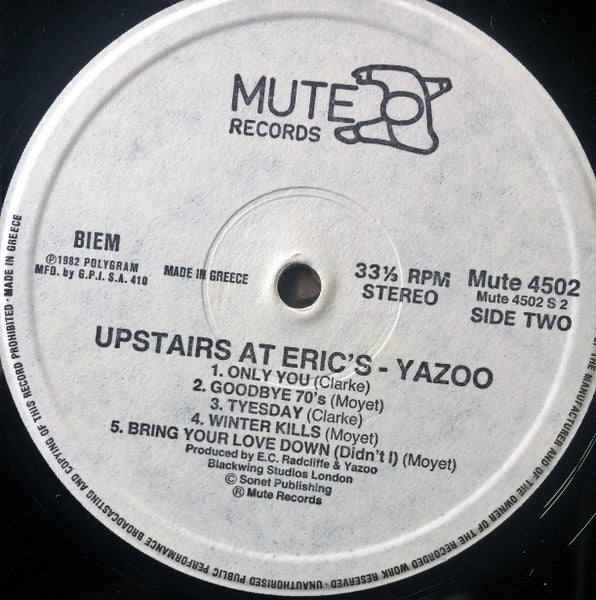 MUTE
RECORDS
BIEM
℗1982 POLYGRAM
MFD. by G.P.I.S.A. 410
MADE IN GREECE
33⅓ RPM
STEREO
Mute 4502
Mute 4502 S 2
SIDE TWO
UPSTAIRS AT ERIC'S - YAZOO
1. ONLY YOU (Clarke)
2. GOODBYE 70's (Moyet)
3. TYESDAY (Clarke)
4. WINTER KILLS (Moyet)
5. BRING YOUR LOVE DOWN (Didn't I) (Moyet)
Produced by E.C. Radcliffe & Yazoo
Blackwing Studios London
© Sonet Publishing
® Mute Records
OF THE MANUFACTURER AND OF THE OWNER OF THE RECORDED WORK RESERVED · UNAUTHORISED PUBLIC PERFORMANCE BROADCASTING AND COPYING OF THIS RECORD PROHIBITED · MADE IN GREECE